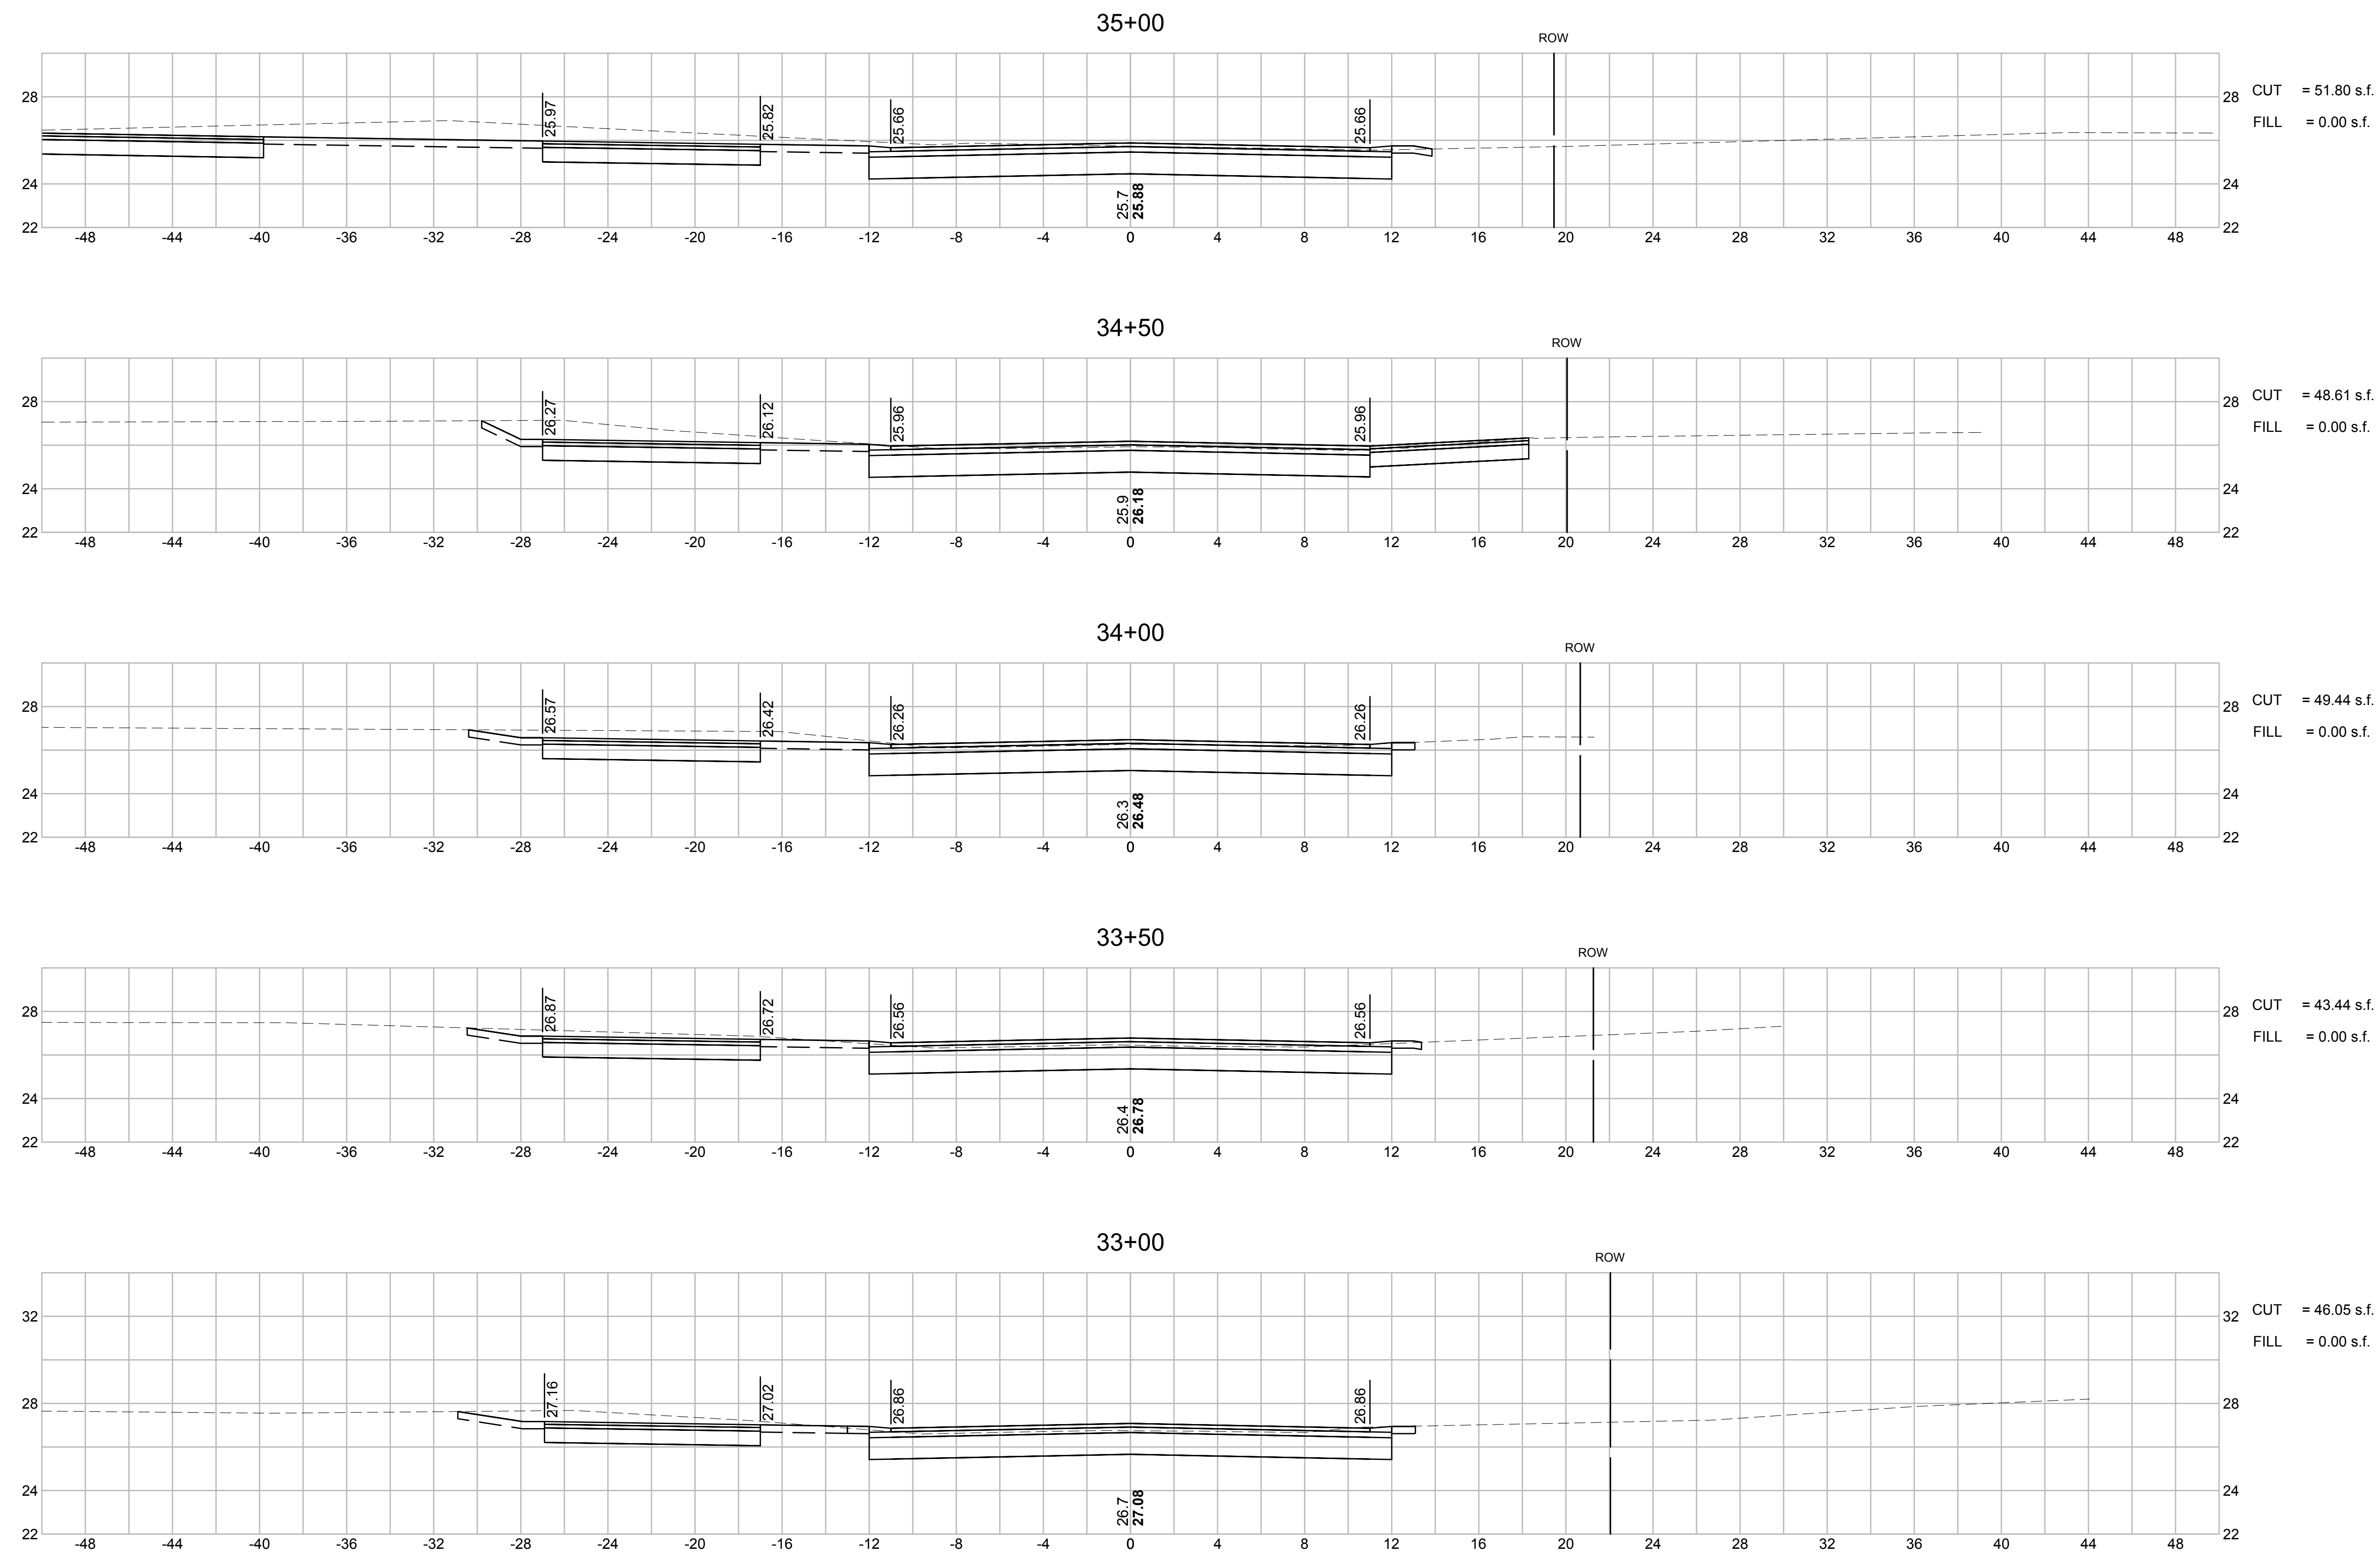 35+00
ROW
28 25.97 25.82 25.66 25.66 28 CUT = 51.80 s.f.
FILL = 0.00 s.f.
24 24
25.7
25.88
22 22
-48 -44 -40 -36 -32 -28 -24 -20 -16 -12 -8 -4 0 4 8 12 16 20 24 28 32 36 40 44 48
34+50
ROW
28 26.27 26.12 25.96 25.96 28 CUT = 48.61 s.f.
FILL = 0.00 s.f.
24 24
25.9
26.18
22 22
-48 -44 -40 -36 -32 -28 -24 -20 -16 -12 -8 -4 0 4 8 12 16 20 24 28 32 36 40 44 48
34+00
ROW
28 26.57 26.42 26.26 26.26 28 CUT = 49.44 s.f.
FILL = 0.00 s.f.
24 24
26.3
26.48
22 22
-48 -44 -40 -36 -32 -28 -24 -20 -16 -12 -8 -4 0 4 8 12 16 20 24 28 32 36 40 44 48
33+50
ROW
28 26.87 26.72 26.56 26.56 28 CUT = 43.44 s.f.
FILL = 0.00 s.f.
24 24
26.4
26.78
22 22
-48 -44 -40 -36 -32 -28 -24 -20 -16 -12 -8 -4 0 4 8 12 16 20 24 28 32 36 40 44 48
33+00
ROW
32 32 CUT = 46.05 s.f.
FILL = 0.00 s.f.
28 27.16 27.02 26.86 26.86 28
24 24
26.7
27.08
22 22
-48 -44 -40 -36 -32 -28 -24 -20 -16 -12 -8 -4 0 4 8 12 16 20 24 28 32 36 40 44 48